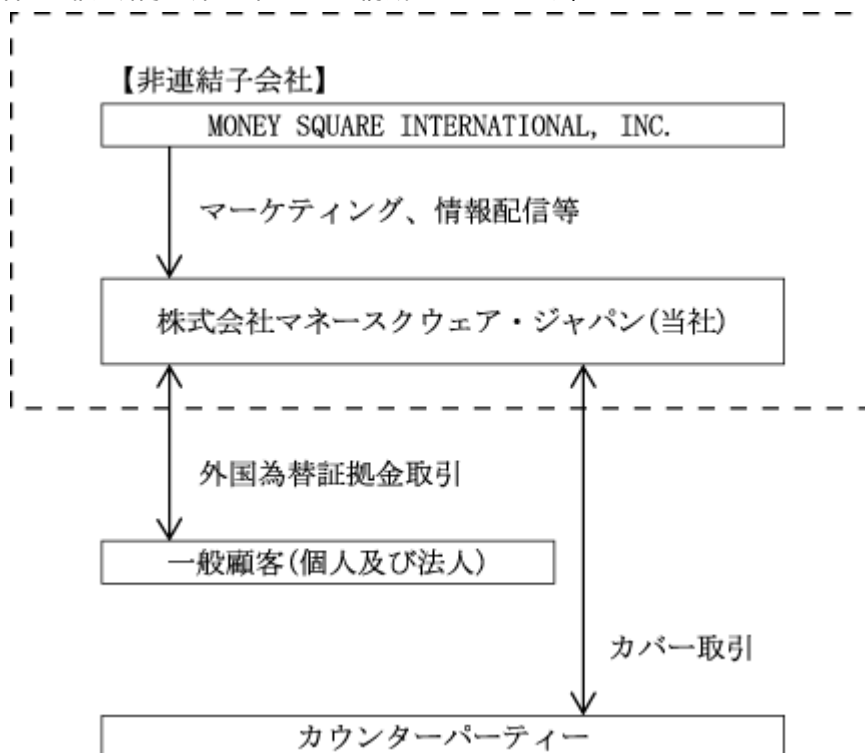 【非連結子会社】
MONEY SQUARE INTERNATIONAL, INC.
マーケティング、情報配信等
株式会社マネースクウェア・ジャパン(当社)
外国為替証拠金取引
一般顧客(個人及び法人)
カバー取引
カウンターパーティー